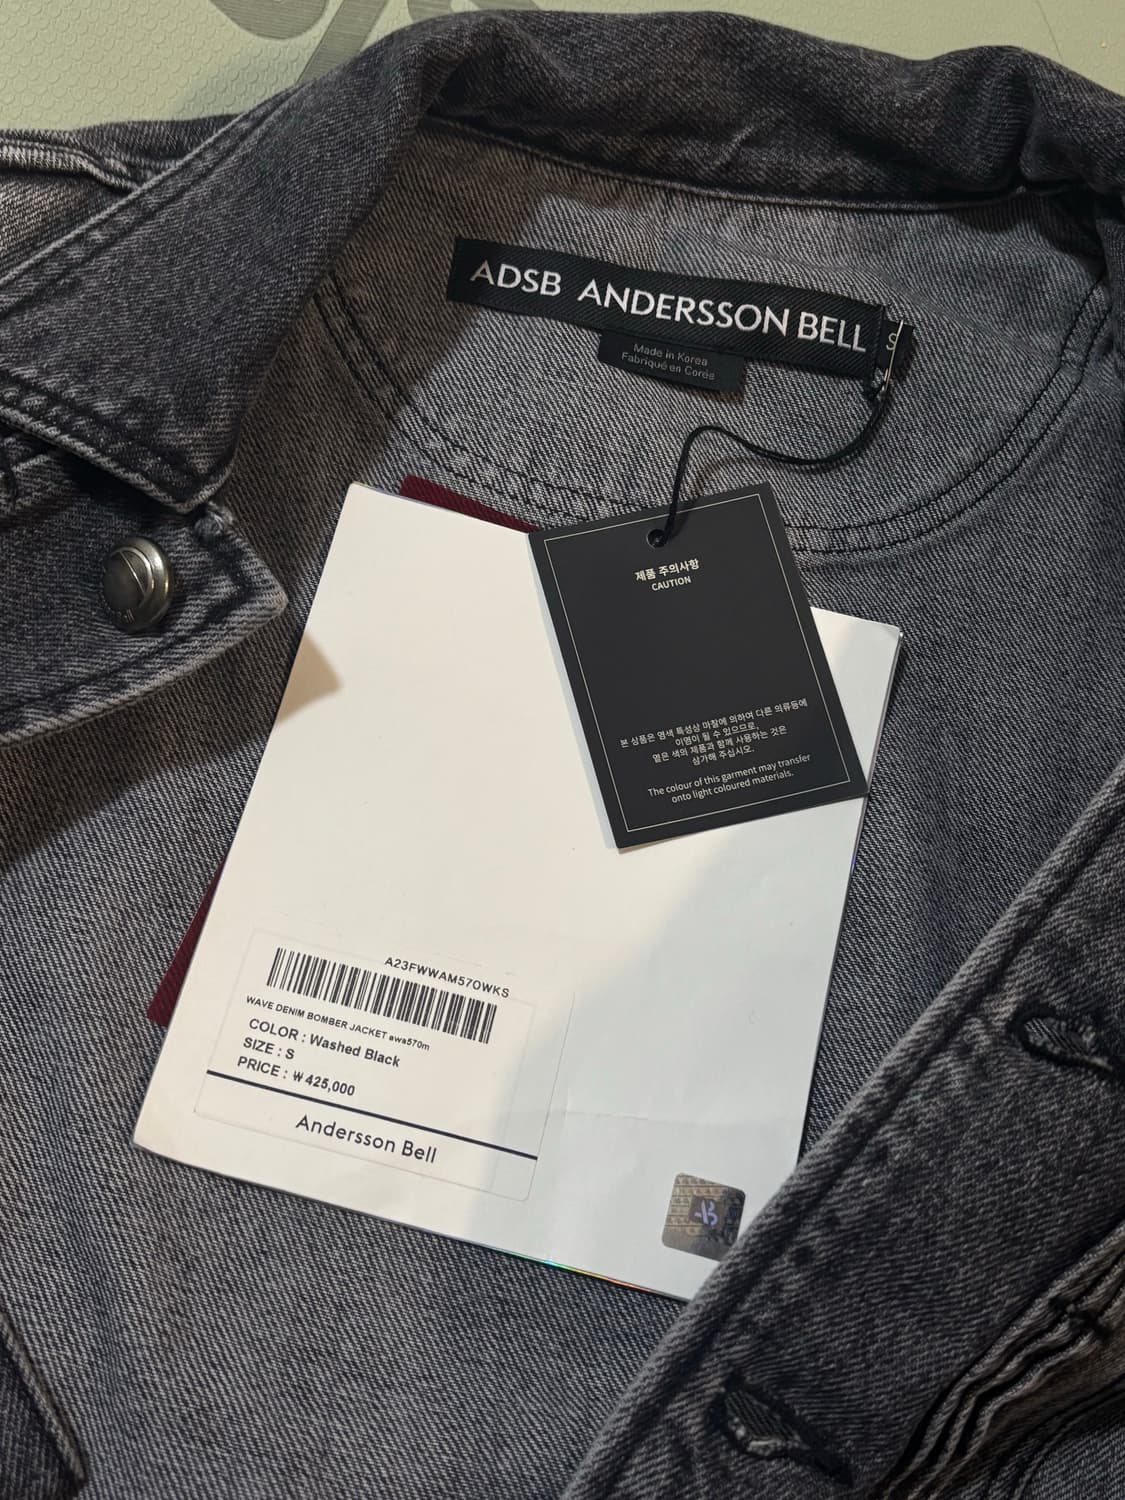 ADSB ANDERSSON BELL
S
Made in Korea
Fabriqué en Corée
제품 주의사항
CAUTION
본 상품은 염색 특성상 마찰에 의하여 다른 의류등에
이염이 될 수 있으므로,
옅은 색의 제품과 함께 사용하는 것은
삼가해 주십시오.
The colour of this garment may transfer
onto light coloured materials.
A23FWWAM57OWKS
WAVE DENIM BOMBER JACKET awa570m
COLOR : Washed Black
SIZE : S
PRICE : ₩ 425,000
Andersson Bell